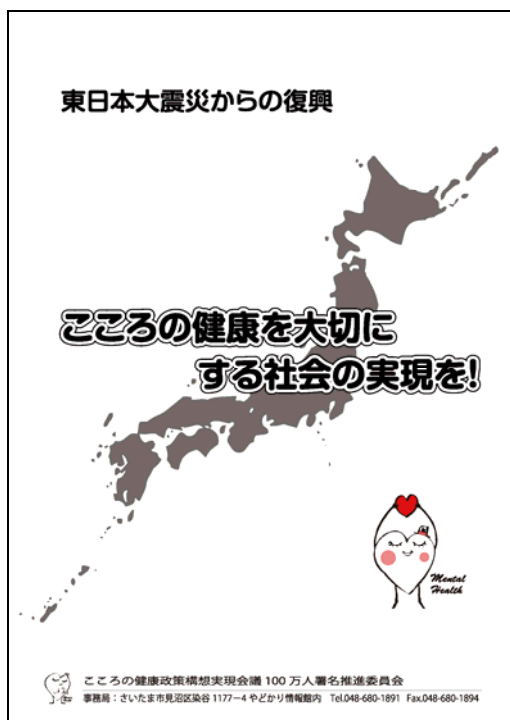 東日本大震災からの復興
こころの健康を大切に
する社会の実現を!
Mental
Health
こころの健康政策構想実現会議 100 万人署名推進委員会
事務局：さいたま市見沼区染谷 1177－4 やどかり情報館内 Tel.048-680-1891 Fax.048-680-1894